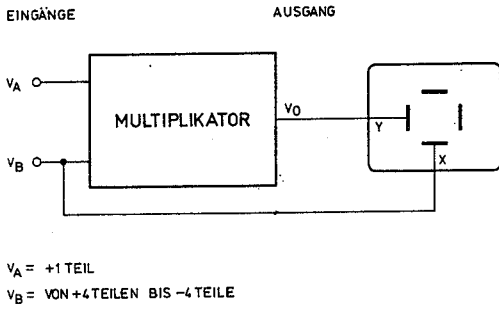 EINGÄNGE
AUSGANG
VA
MULTIPLIKATOR
VO
Y
X
VB
VA = +1 TEIL
VB = VON +4 TEILEN BIS -4 TEILE